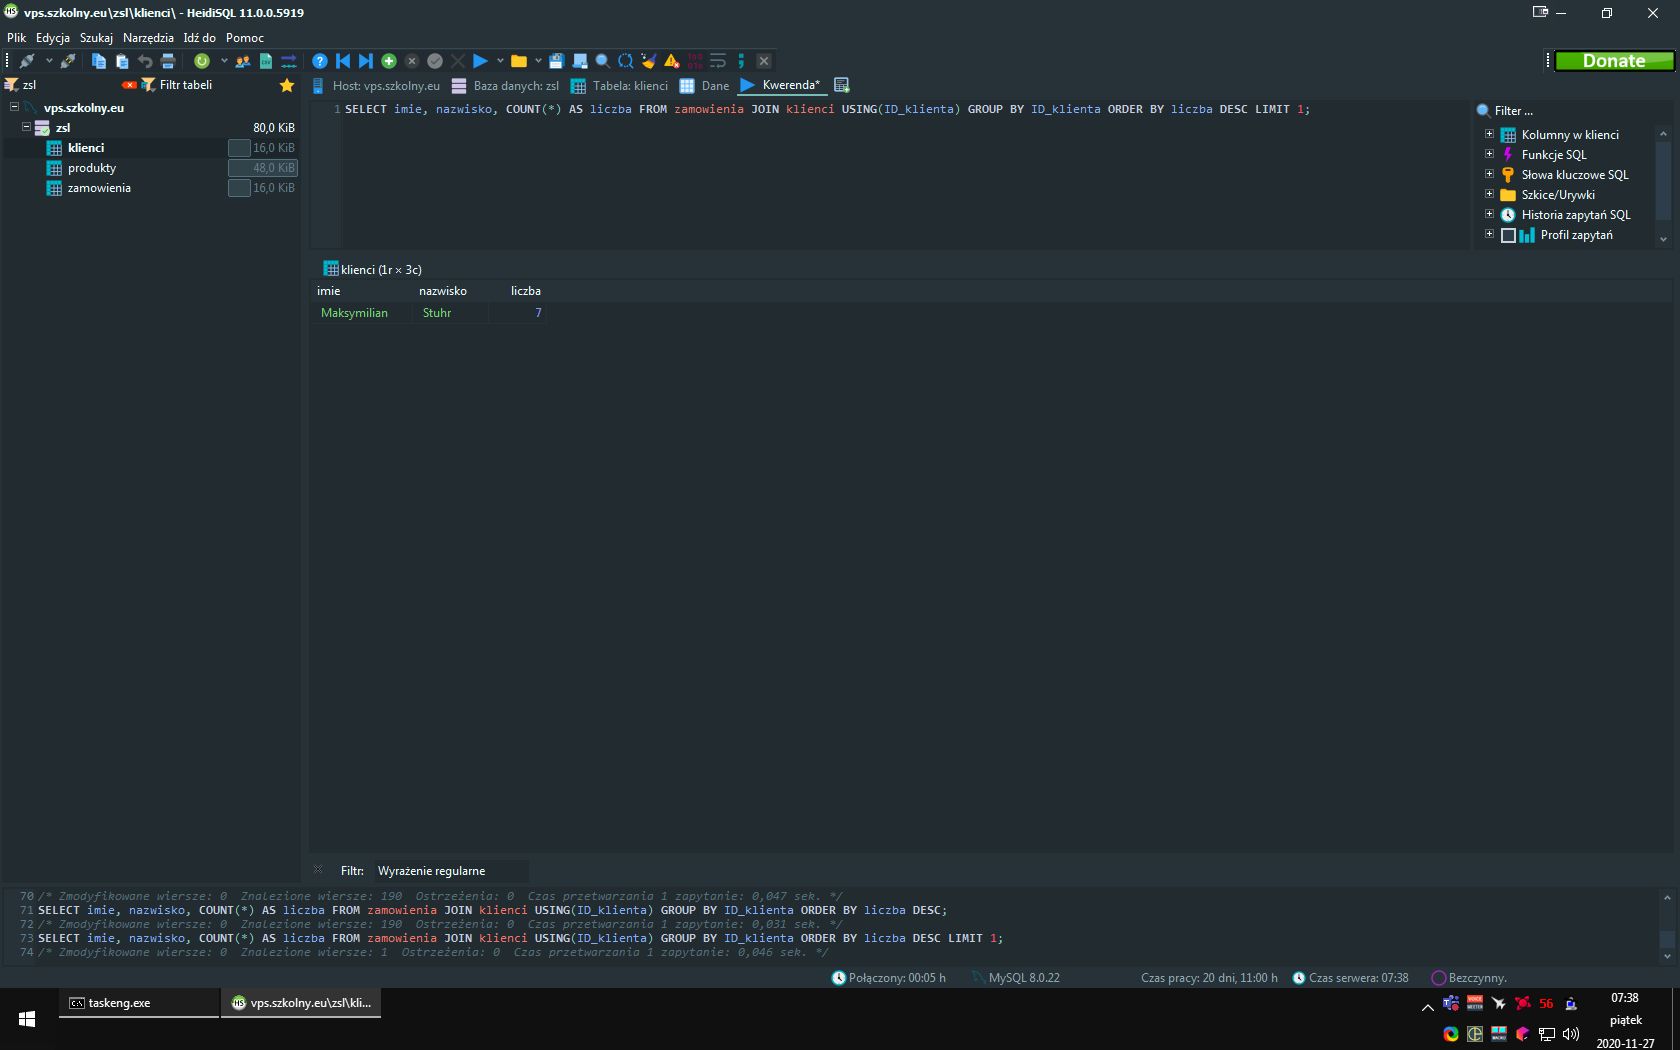 vps.szkolny.eu\zsl\klienci\ - HeidiSQL 11.0.0.5919
Plik Edycja Szukaj Narzędzia Idź do Pomoc
Donate
zsl Filtr tabeli
Host: vps.szkolny.eu Baza danych: zsl Tabela: klienci Dane Kwerenda*
vps.szkolny.eu
zsl 80,0 KiB
klienci 16,0 KiB
produkty 48,0 KiB
zamowienia 16,0 KiB
1 SELECT imie, nazwisko, COUNT(*) AS liczba FROM zamowienia JOIN klienci USING(ID_klienta) GROUP BY ID_klienta ORDER BY liczba DESC LIMIT 1;
Filter ...
Kolumny w klienci
Funkcje SQL
Słowa kluczowe SQL
Szkice/Urywki
Historia zapytań SQL
Profil zapytań
klienci (1r × 3c)
imie nazwisko liczba
Maksymilian Stuhr 7
Filtr: Wyrażenie regularne
70 /* Zmodyfikowane wiersze: 0 Znalezione wiersze: 190 Ostrzeżenia: 0 Czas przetwarzania 1 zapytanie: 0,047 sek. */
71 SELECT imie, nazwisko, COUNT(*) AS liczba FROM zamowienia JOIN klienci USING(ID_klienta) GROUP BY ID_klienta ORDER BY liczba DESC;
72 /* Zmodyfikowane wiersze: 0 Znalezione wiersze: 190 Ostrzeżenia: 0 Czas przetwarzania 1 zapytanie: 0,031 sek. */
73 SELECT imie, nazwisko, COUNT(*) AS liczba FROM zamowienia JOIN klienci USING(ID_klienta) GROUP BY ID_klienta ORDER BY liczba DESC LIMIT 1;
74 /* Zmodyfikowane wiersze: 0 Znalezione wiersze: 1 Ostrzeżenia: 0 Czas przetwarzania 1 zapytanie: 0,046 sek. */
Połączony: 00:05 h MySQL 8.0.22 Czas pracy: 20 dni, 11:00 h Czas serwera: 07:38 Bezczynny.
taskeng.exe vps.szkolny.eu\zsl\kli...
56
07:38
piątek
2020-11-27